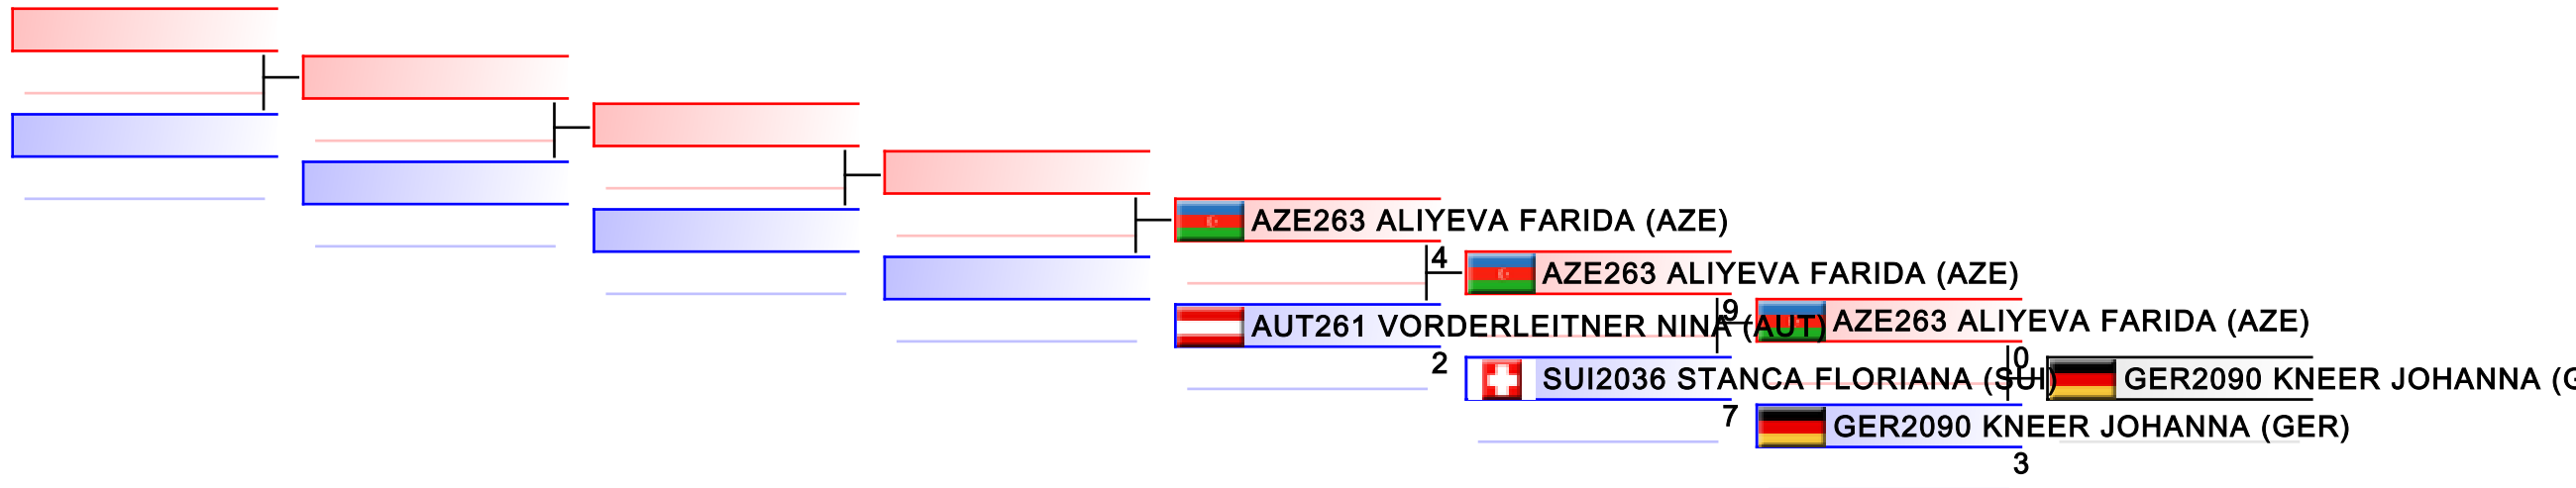 AZE263 ALIYEVA FARIDA (AZE)
4
AZE263 ALIYEVA FARIDA (AZE)
AUT261 VORDERLEITNER NINA (AUT)
9
AZE263 ALIYEVA FARIDA (AZE)
2
SUI2036 STANCA FLORIANA (SUI)
0
GER2090 KNEER JOHANNA (G
7
GER2090 KNEER JOHANNA (GER)
3